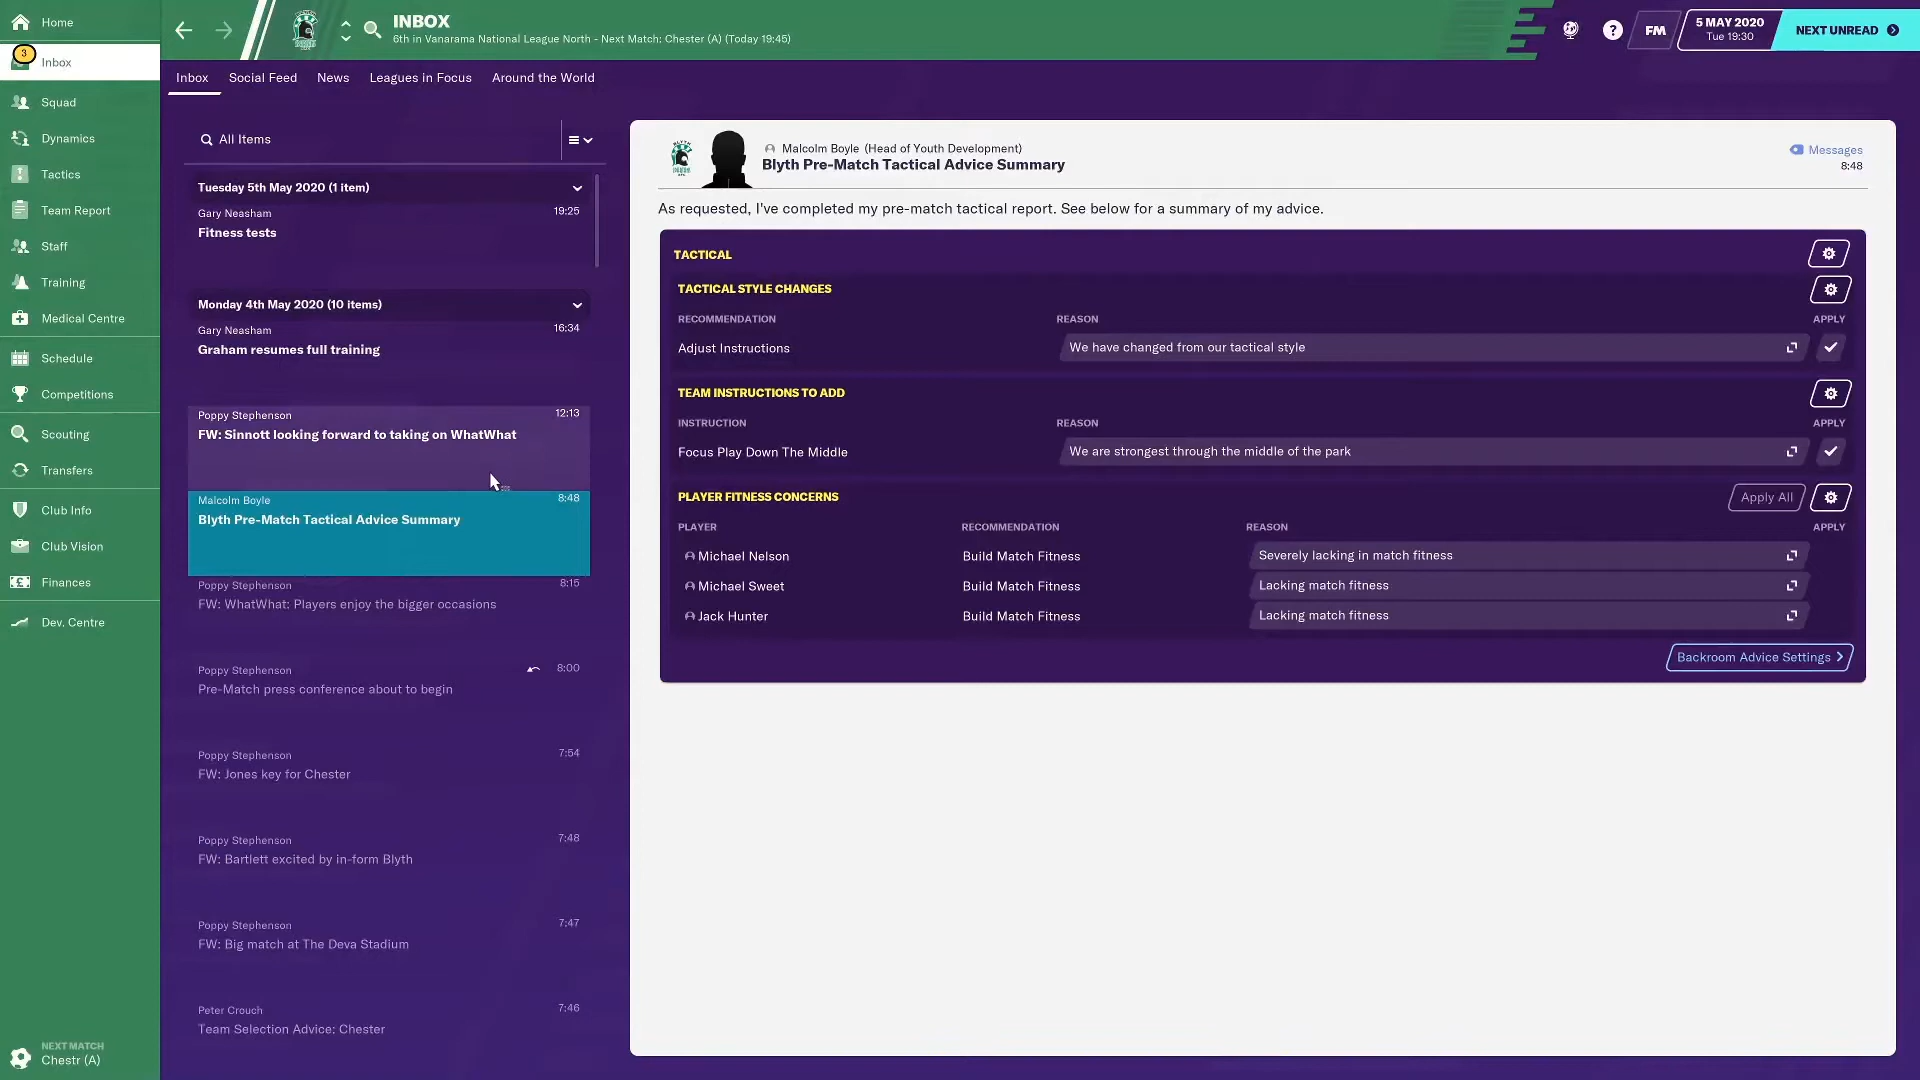 Home
3
Inbox
Squad
Dynamics
Tactics
Team Report
Staff
Training
Medical Centre
Schedule
Competitions
Scouting
Transfers
Club Info
Club Vision
Finances
Dev. Centre
NEXT MATCH
Chestr (A)
INBOX
6th in Vanarama National League North - Next Match: Chester (A) (Today 19:45)
?
FM
5 MAY 2020
Tue 19:30
NEXT UNREAD
Inbox Social Feed News Leagues in Focus Around the World
All Items
Tuesday 5th May 2020 (1 item)
Gary Neasham 19:25
Fitness tests
Monday 4th May 2020 (10 items)
Gary Neasham 16:34
Graham resumes full training
Poppy Stephenson 12:13
FW: Sinnott looking forward to taking on WhatWhat
Malcolm Boyle 8:48
Blyth Pre-Match Tactical Advice Summary
Poppy Stephenson 8:15
FW: WhatWhat: Players enjoy the bigger occasions
Poppy Stephenson 8:00
Pre-Match press conference about to begin
Poppy Stephenson 7:54
FW: Jones key for Chester
Poppy Stephenson 7:48
FW: Bartlett excited by in-form Blyth
Poppy Stephenson 7:47
FW: Big match at The Deva Stadium
Peter Crouch 7:46
Team Selection Advice: Chester
Malcolm Boyle (Head of Youth Development)
Blyth Pre-Match Tactical Advice Summary
Messages
8:48
As requested, I've completed my pre-match tactical report. See below for a summary of my advice.
TACTICAL
TACTICAL STYLE CHANGES
RECOMMENDATION REASON APPLY
Adjust Instructions We have changed from our tactical style
TEAM INSTRUCTIONS TO ADD
INSTRUCTION REASON APPLY
Focus Play Down The Middle We are strongest through the middle of the park
PLAYER FITNESS CONCERNS Apply All
PLAYER RECOMMENDATION REASON APPLY
Michael Nelson Build Match Fitness Severely lacking in match fitness
Michael Sweet Build Match Fitness Lacking match fitness
Jack Hunter Build Match Fitness Lacking match fitness
Backroom Advice Settings